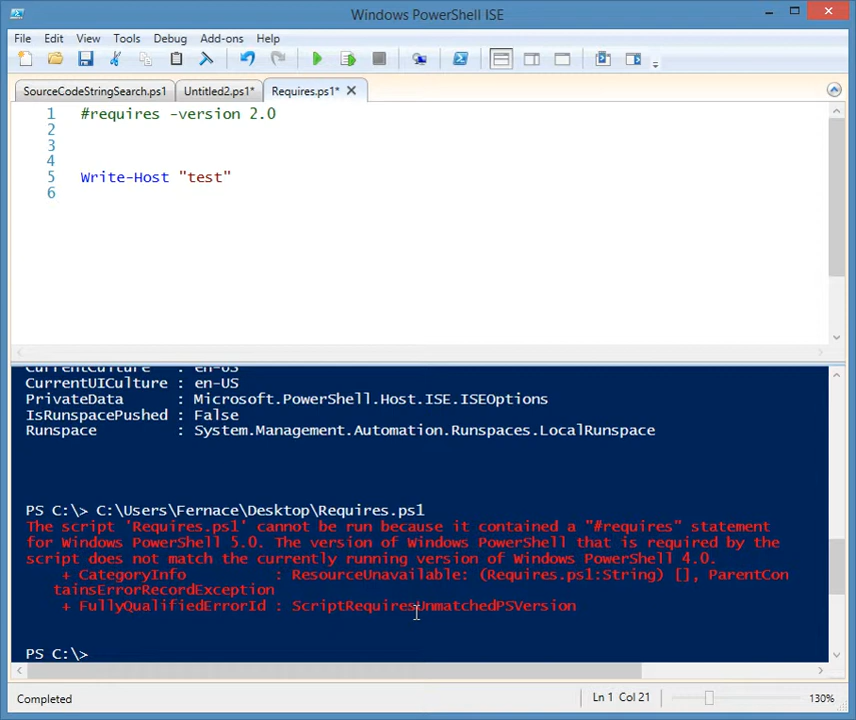 Windows PowerShell ISE
File Edit View Tools Debug Add-ons Help
SourceCodeStringSearch.ps1 Untitled2.ps1* Requires.ps1*
1 #requires -version 2.0
2
3
4
5 Write-Host "test"
6
CurrentCulture : en-US
CurrentUICulture : en-US
PrivateData : Microsoft.PowerShell.Host.ISE.ISEOptions
IsRunspacePushed : False
Runspace : System.Management.Automation.Runspaces.LocalRunspace
PS C:\> C:\Users\Fernace\Desktop\Requires.ps1
The script 'Requires.ps1' cannot be run because it contained a "#requires" statement
for Windows PowerShell 5.0. The version of Windows PowerShell that is required by the
script does not match the currently running version of Windows PowerShell 4.0.
+ CategoryInfo : ResourceUnavailable: (Requires.ps1:String) [], ParentCon
tainsErrorRecordException
+ FullyQualifiedErrorId : ScriptRequiresUnmatchedPSVersion
PS C:\>
Completed Ln 1 Col 21 130%